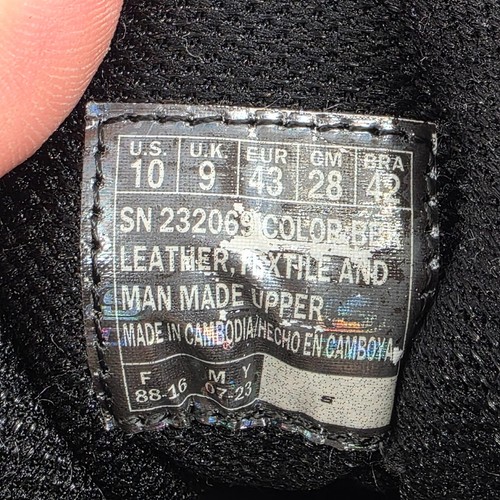 U.S. U.K. EUR CM BRA
10 9 43 28 42
SN 232069 COLOR: BBK
LEATHER, TEXTILE AND
MAN MADE UPPER
MADE IN CAMBODIA/HECHO EN CAMBOYA
F M Y
88-16 07-23